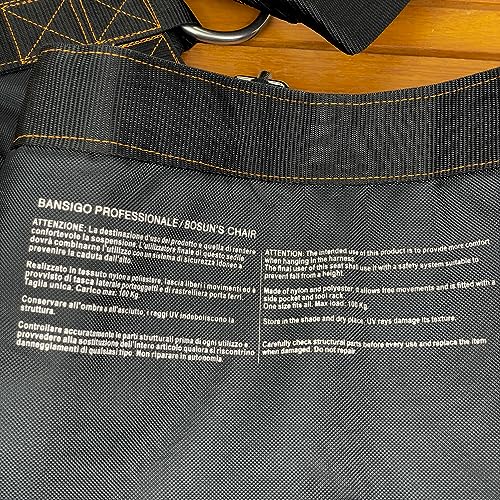 BANSIGO PROFESSIONALE/BOSUN'S CHAIR
ATTENZIONE: La destinazione d'uso del prodotto e quella di rendere
confortevole la sospensione. L'utilizzatore finale di questo sedile
dovrà combinarne l'utilizzo con un sistema di sicurezza idoneo a
prevenire la caduta dall'alto.
Realizzato in tessuto nylon e poliestere, lascia liberi i movimenti ed è
provvisto di tasca laterale portaoggetti e di rastrelliera porta ferri.
Taglia unica. Carico max: 100 Kg.
Conservare all'ombra e all'asciutto, i raggi UV indeboliscono la
struttura.
Controllare accuratamente le parti strutturali prima di ogni utilizzo e
provvedere alla sostituzione dell'intero articolo qualora si riscontrino
danneggiamenti di qualsiasi tipo. Non riparare in autonomia
ATTENTION: The intended use of this product is to provide more comfort
when hanging in the harness.
The final user of this seat shall use it with a safety system suitable to
prevent fall from a height.
Made of nylon and polyester, it allows free movements and is fitted with a
side pocket and tool rack.
One size fit all. Max load: 100 Kg.
Store in the shade and dry place, UV rays damage its texture.
Carefully check structural parts before every use and replace the item
when damaged. Do not repair